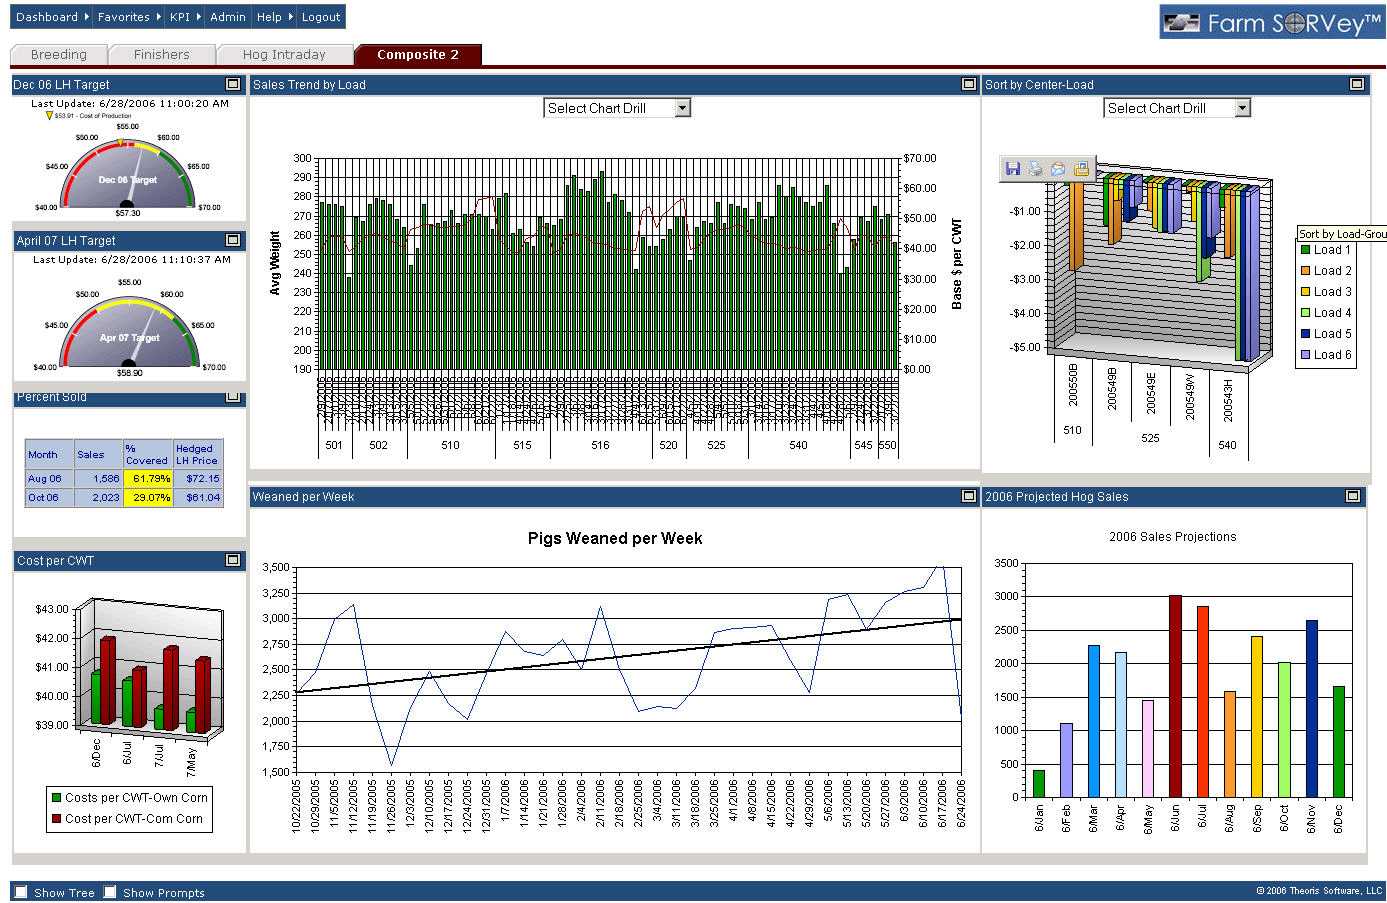 Dashboard Favorites KPI Admin Help Logout
Farm SORVey™
Breeding Finishers Hog Intraday Composite 2
Dec 06 LH Target
Last Update: 6/28/2006 11:00:20 AM
$53.91 - Cost of Production
$55.00
$50.00 $60.00
$45.00 $65.00
Dec 06 Target
$40.00 $70.00
$57.30
April 07 LH Target
Last Update: 6/28/2006 11:10:37 AM
$55.00
$50.00 $60.00
$45.00 $65.00
Apr 07 Target
$40.00 $70.00
$58.90
Percent Sold
Month Sales % Covered Hedged LH Price
Aug 06 1,586 61.79% $72.15
Oct 06 2,023 29.07% $61.04
Cost per CWT
$43.00
$42.00
$41.00
$40.00
$39.00
6/Dec 6/Jul 7/Jul 7/May
Costs per CWT-Own Corn
Cost per CWT-Com Corn
Sales Trend by Load
Select Chart Drill
Avg Weight
300
290
280
270
260
250
240
230
220
210
200
190
Base $ per CWT
$70.00
$60.00
$50.00
$40.00
$30.00
$20.00
$10.00
$0.00
501 502 510 515 516 520 525 540 545 550
Sort by Center-Load
Select Chart Drill
-$1.00
-$2.00
-$3.00
-$4.00
-$5.00
200550B 200549B 200549E 200549W 200543H
510 525 540
Sort by Load-Grou
Load 1
Load 2
Load 3
Load 4
Load 5
Load 6
Weaned per Week
Pigs Weaned per Week
3,500
3,250
3,000
2,750
2,500
2,250
2,000
1,750
1,500
10/22/2005 10/29/2005 11/5/2005 11/12/2005 11/19/2005 11/26/2005 12/3/2005 12/10/2005 12/17/2005 12/24/2005 12/31/2005 1/7/2006 1/14/2006 1/21/2006 1/28/2006 2/4/2006 2/11/2006 2/18/2006 2/25/2006 3/4/2006 3/11/2006 3/18/2006 3/25/2006 4/1/2006 4/8/2006 4/15/2006 4/22/2006 4/29/2006 5/6/2006 5/13/2006 5/20/2006 5/27/2006 6/3/2006 6/10/2006 6/17/2006 6/24/2006
2006 Projected Hog Sales
2006 Sales Projections
3500
3000
2500
2000
1500
1000
500
0
6/Jan 6/Feb 6/Mar 6/Apr 6/May 6/Jun 6/Jul 6/Aug 6/Sep 6/Oct 6/Nov 6/Dec
Show Tree Show Prompts
© 2006 Theoris Software, LLC